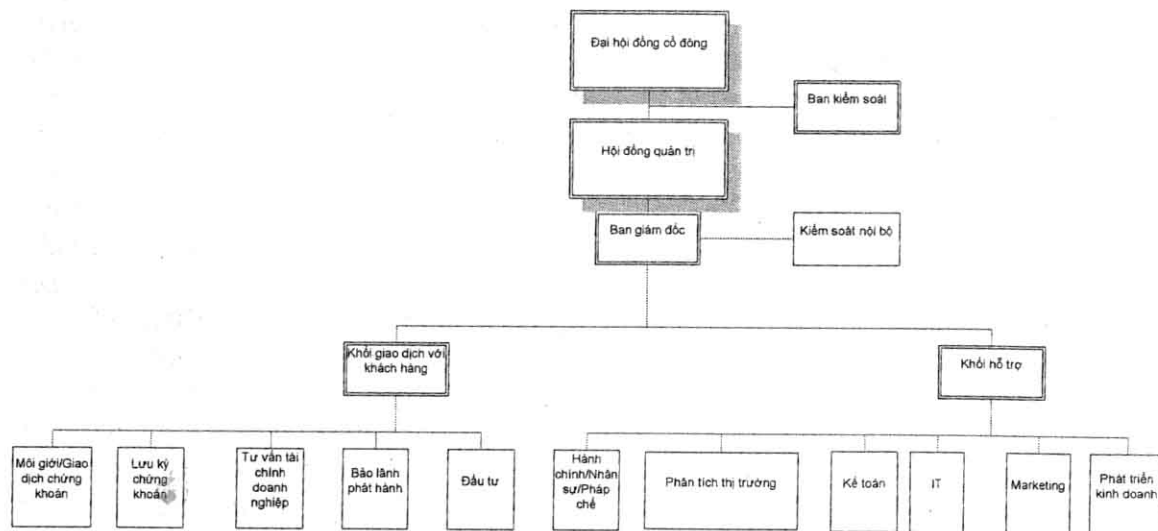 Đại hội đồng cổ đông
Ban kiểm soát
Hội đồng quản trị
Ban giám đốc
Kiểm soát nội bộ
Khối giao dịch với
khách hàng
Khối hỗ trợ
Môi giới/Giao
dịch chứng
khoán
Lưu ký
chứng
khoán
Tư vấn tài
chính
doanh
nghiệp
Bảo lãnh
phát hành
Đầu tư
Hành
chính/Nhân
sự/Pháp
chế
Phân tích thị trường
Kế toán
IT
Marketing
Phát triển
kinh doanh